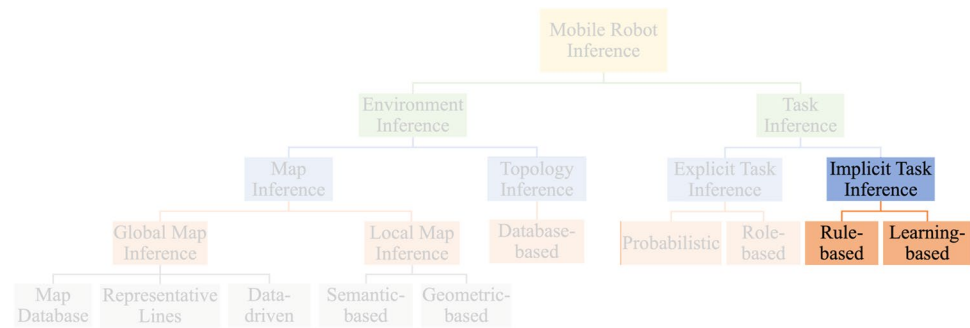 Mobile Robot
Inference
Environment
Inference
Task
Inference
Map
Inference
Topology
Inference
Explicit Task
Inference
Implicit Task
Inference
Global Map
Inference
Local Map
Inference
Database-
based
Probabilistic
Role-
based
Rule-
based
Learning-
based
Map
Database
Representative
Lines
Data-
driven
Semantic-
based
Geometric-
based